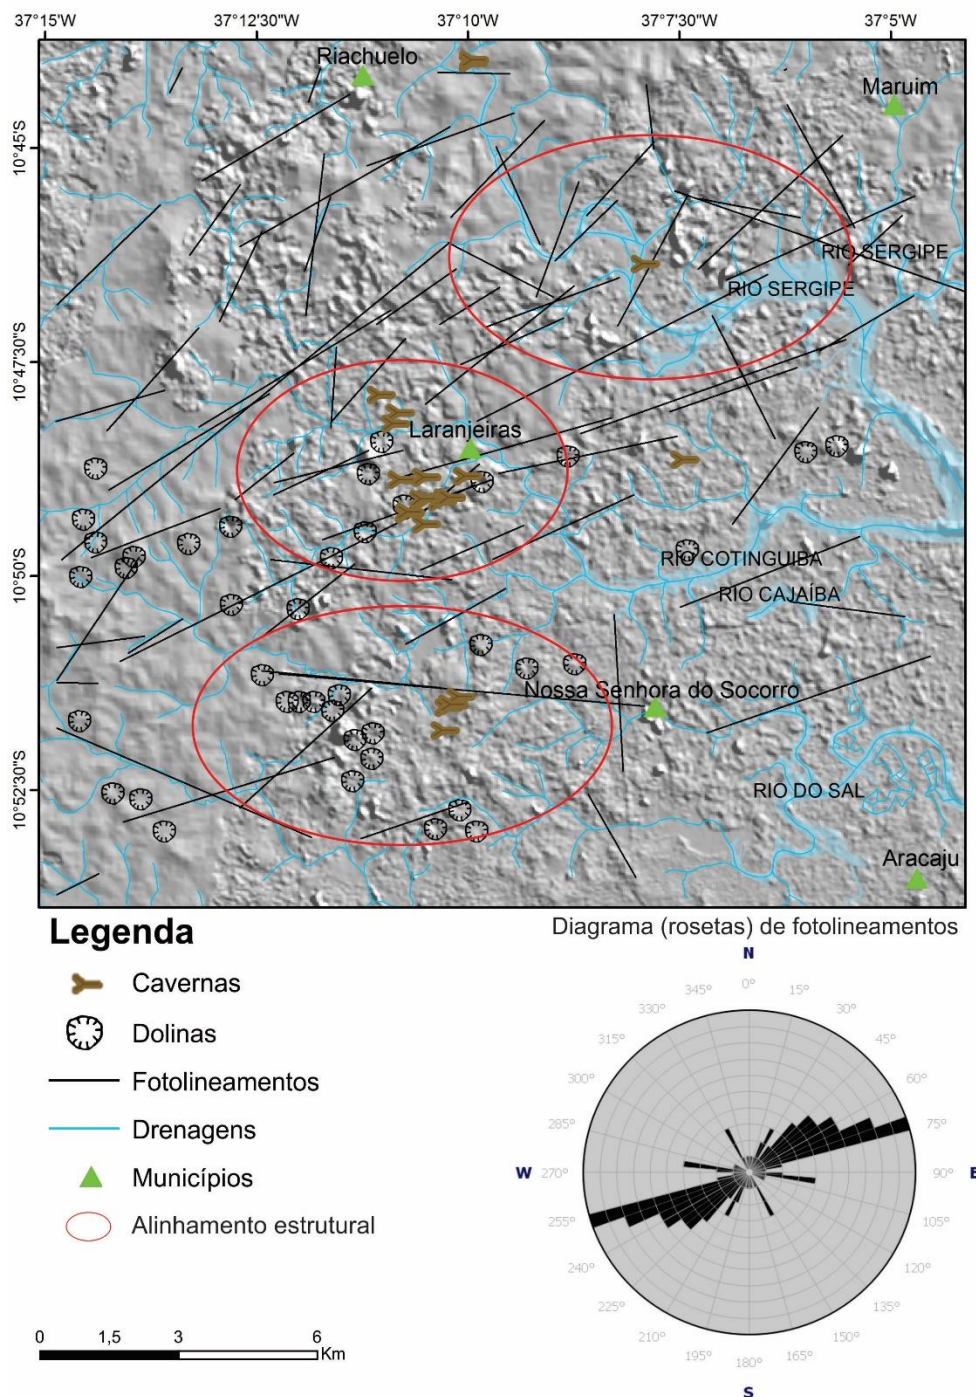 37°15'W 37°12'30"W 37°10'W 37°7'30"W 37°5'W
Riachuelo
Maruim
10°45'S
RIO SERGIPE
RIO SERGIPE
10°47'30"S
Laranjeiras
10°50'S
RIO COTINGUIBA
RIO CAJAÍBA
Nossa Senhora do Socorro
10°52'30"S
RIO DO SAL
Aracaju
Legenda
Cavernas
Dolinas
Fotolineamentos
Drenagens
Municípios
Alinhamento estrutural
0 1,5 3 6
Km
Diagrama (rosetas) de fotolineamentos
N
345° 0° 15°
330° 30°
315° 45°
300° 60°
285° 75°
W 270° 90° E
255° 105°
240° 120°
225° 135°
210° 150°
195° 180° 165°
S